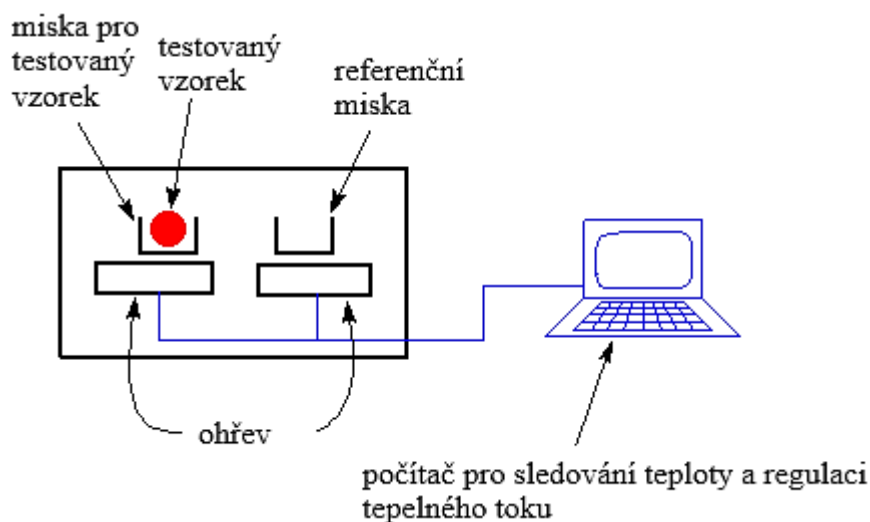 miska pro
testovaný
vzorek
testovaný
vzorek
referenční
miska
ohřev
počítač pro sledování teploty a regulaci
tepelného toku